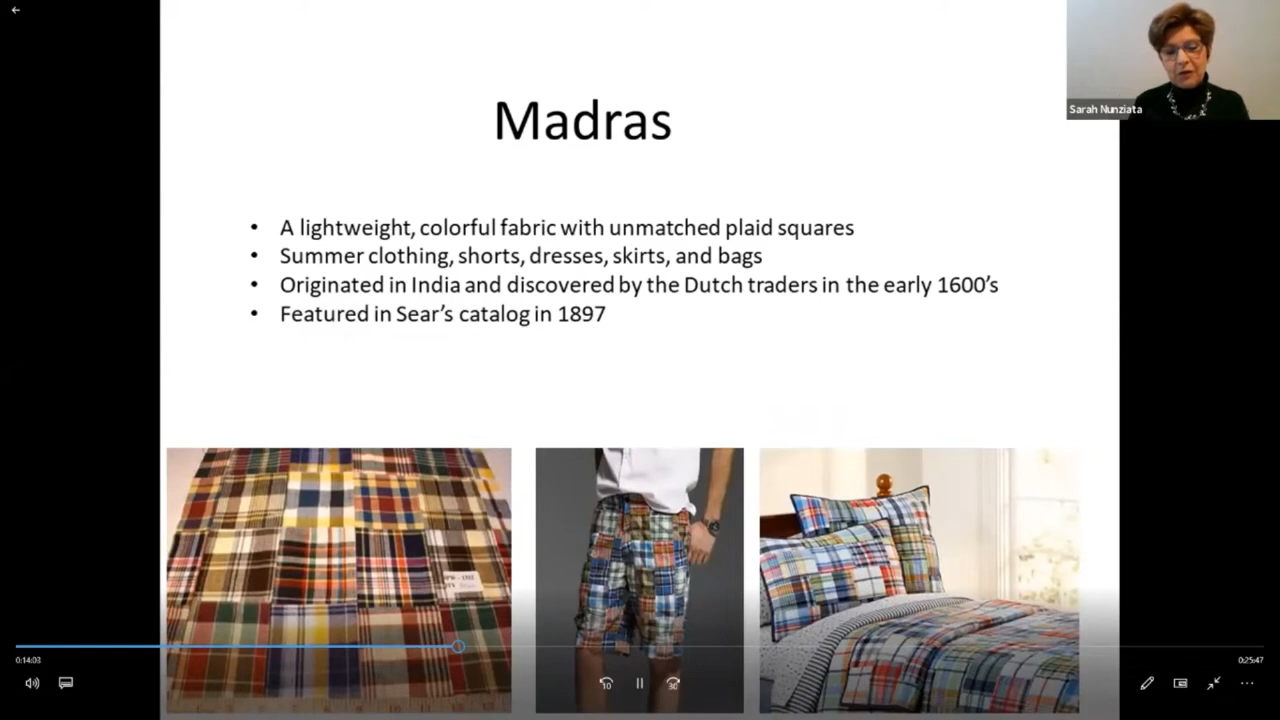 Sarah Nunziata
Madras
• A lightweight, colorful fabric with unmatched plaid squares
• Summer clothing, shorts, dresses, skirts, and bags
• Originated in India and discovered by the Dutch traders in the early 1600’s
• Featured in Sear’s catalog in 1897
0:14:03
0:25:47
10
30